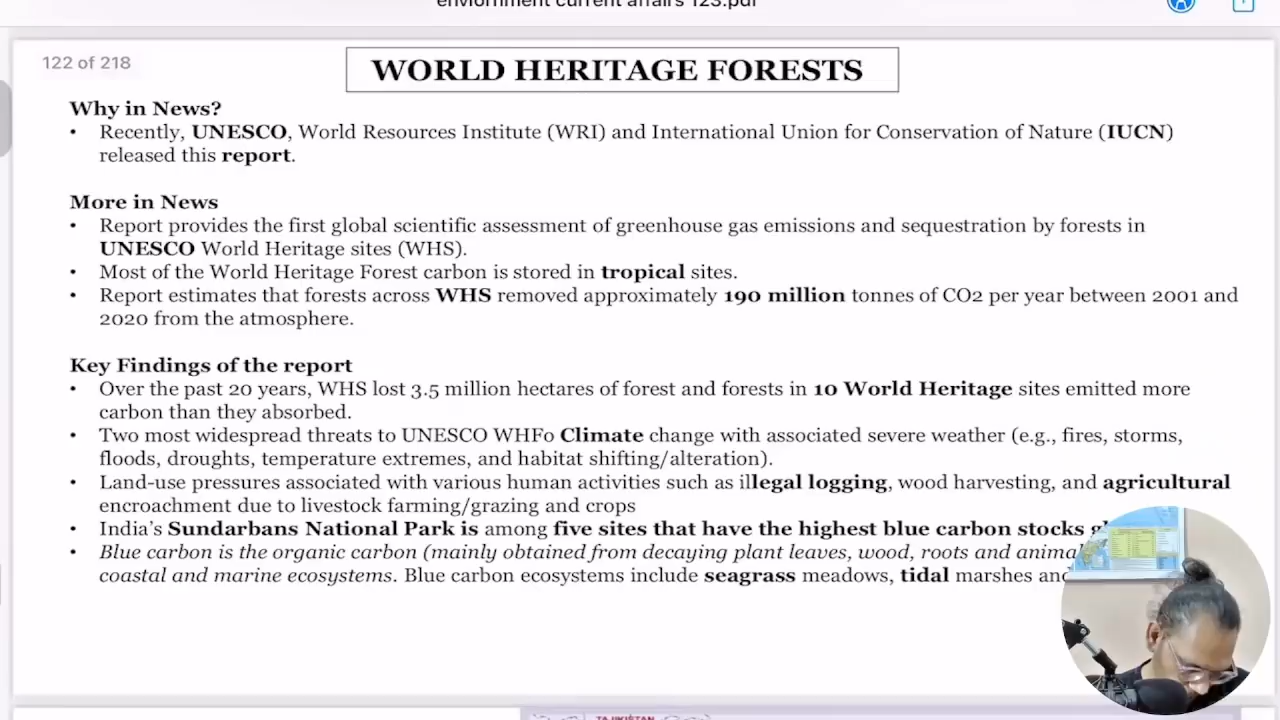 enviornment current affairs 123.pdf
122 of 218
WORLD HERITAGE FORESTS
Why in News?
• Recently, UNESCO, World Resources Institute (WRI) and International Union for Conservation of Nature (IUCN)
released this report.
More in News
• Report provides the first global scientific assessment of greenhouse gas emissions and sequestration by forests in
UNESCO World Heritage sites (WHS).
• Most of the World Heritage Forest carbon is stored in tropical sites.
• Report estimates that forests across WHS removed approximately 190 million tonnes of CO2 per year between 2001 and
2020 from the atmosphere.
Key Findings of the report
• Over the past 20 years, WHS lost 3.5 million hectares of forest and forests in 10 World Heritage sites emitted more
carbon than they absorbed.
• Two most widespread threats to UNESCO WHFo Climate change with associated severe weather (e.g., fires, storms,
floods, droughts, temperature extremes, and habitat shifting/alteration).
• Land-use pressures associated with various human activities such as illegal logging, wood harvesting, and agricultural
encroachment due to livestock farming/grazing and crops
• India's Sundarbans National Park is among five sites that have the highest blue carbon stocks
• Blue carbon is the organic carbon (mainly obtained from decaying plant leaves, wood, roots and
coastal and marine ecosystems. Blue carbon ecosystems include seagrass meadows, tidal marshes
TAJIKISTAN